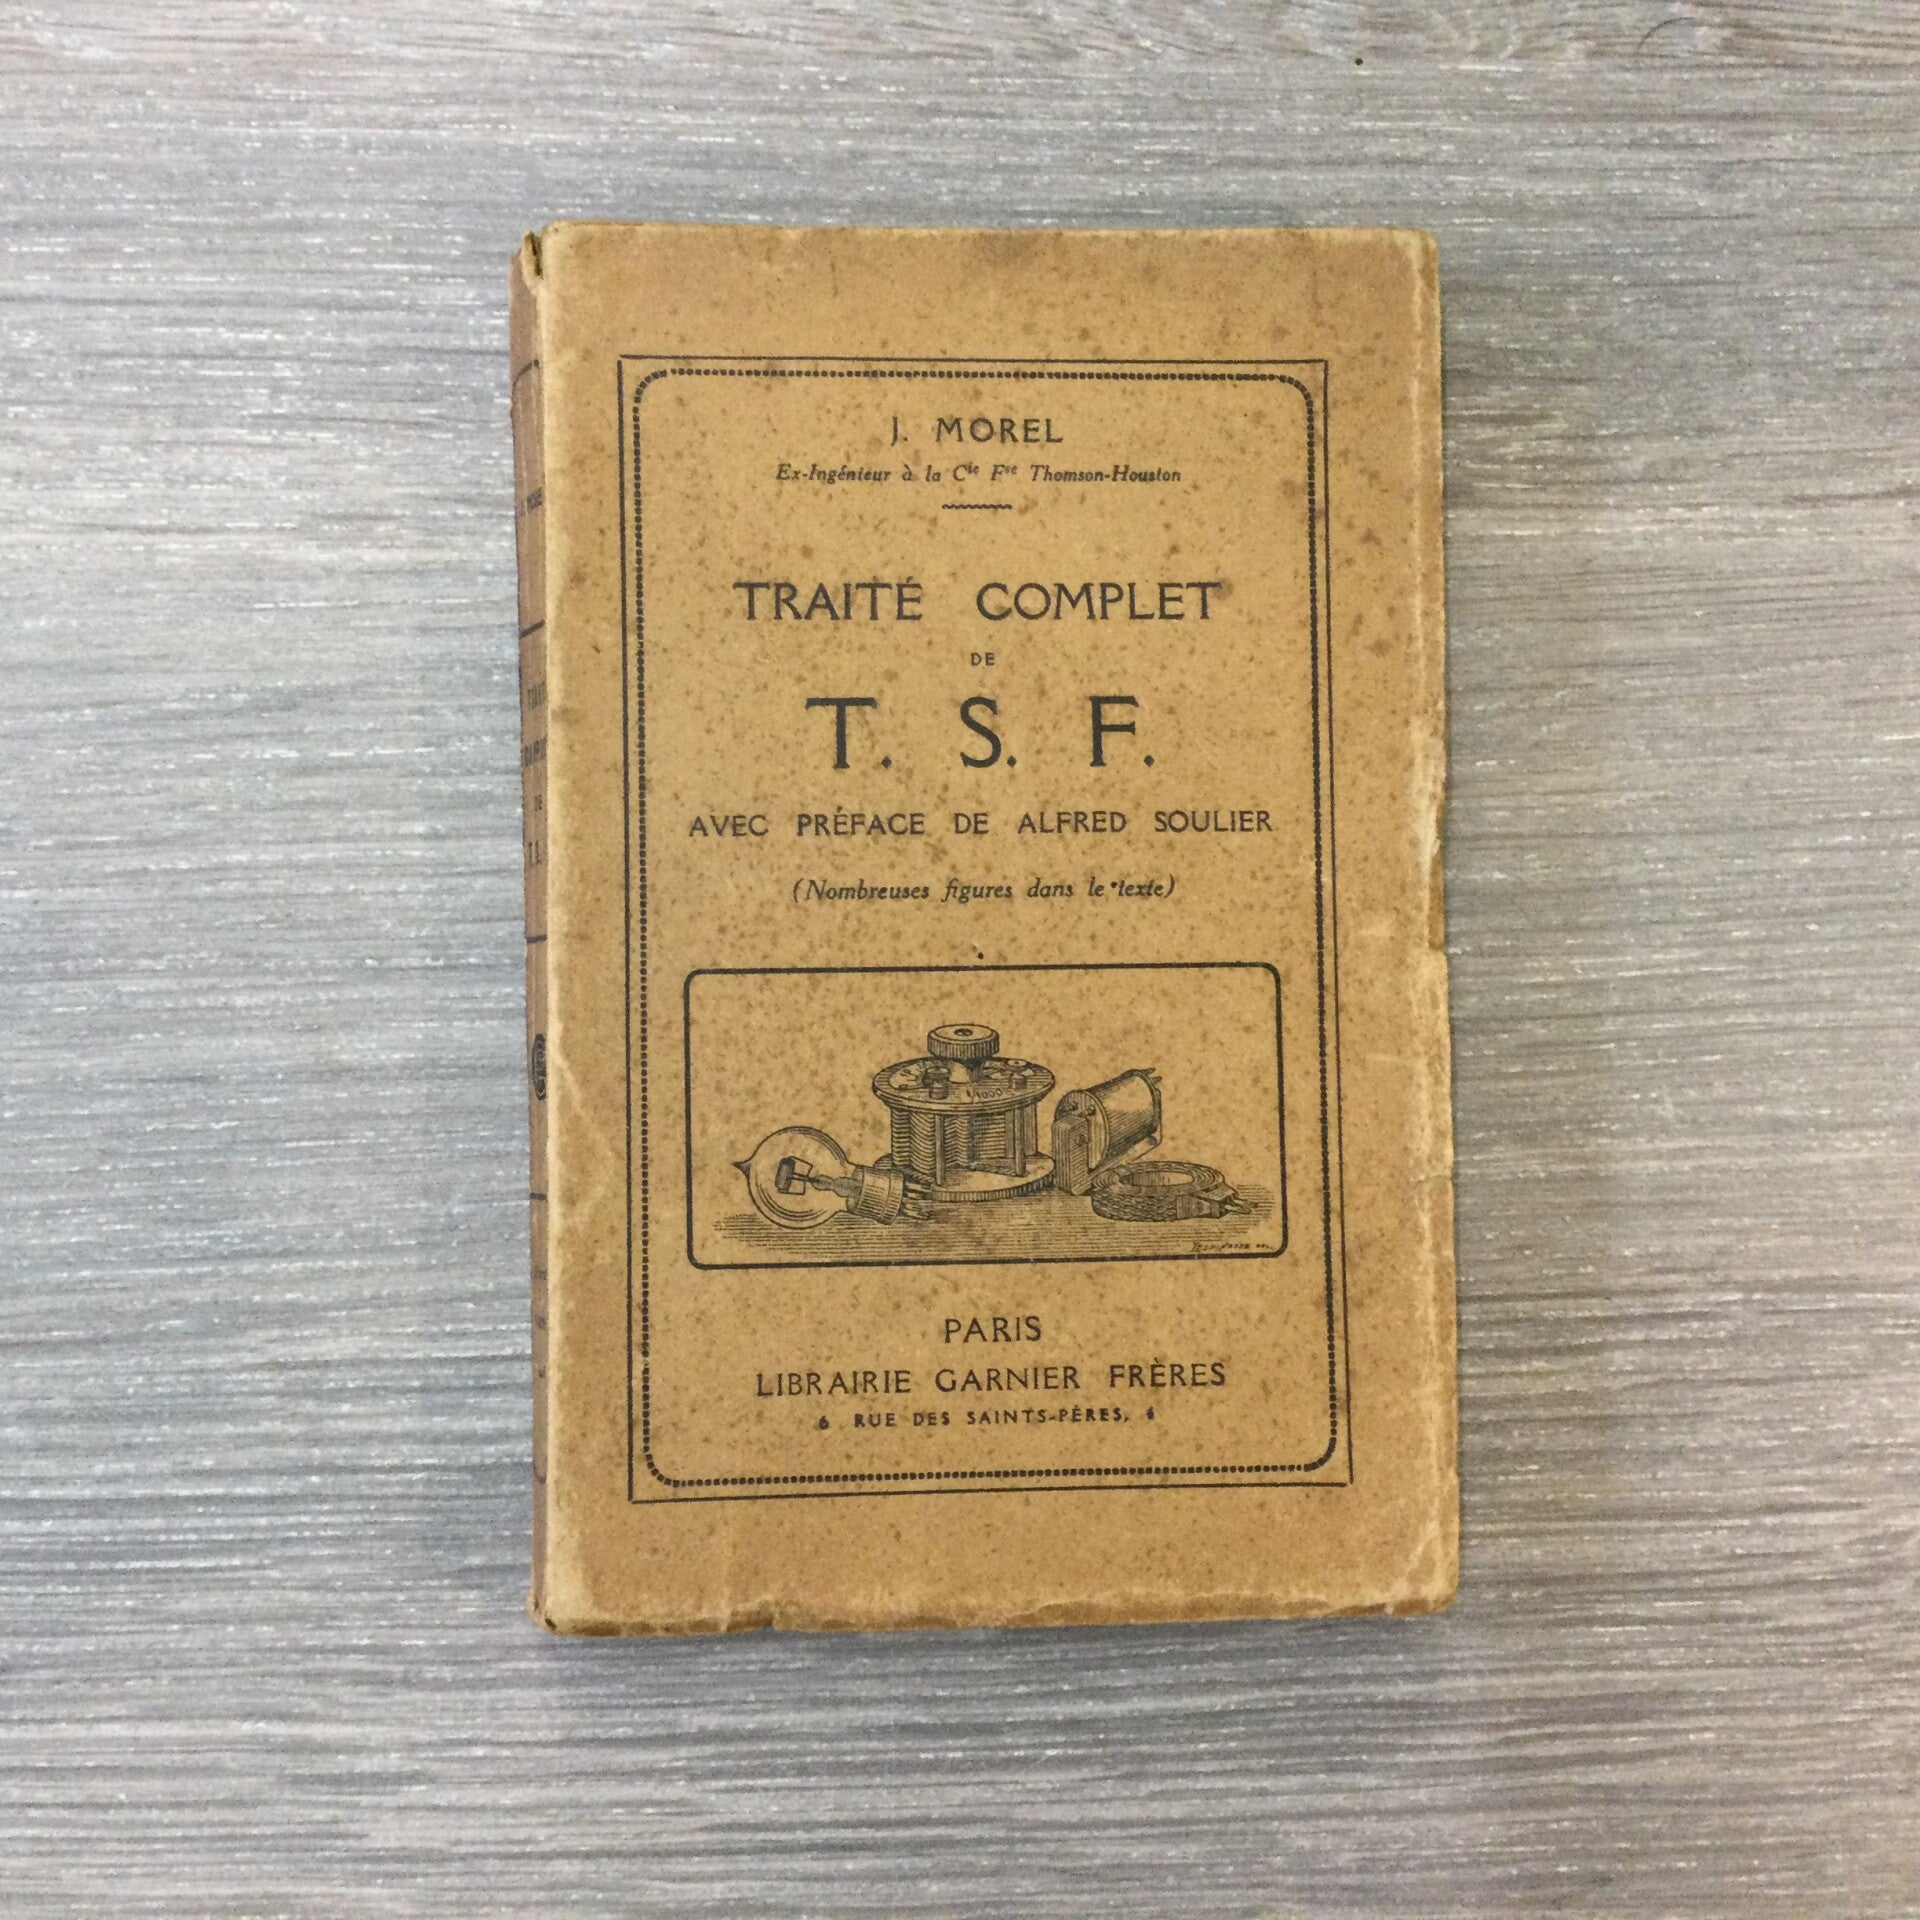 J. MOREL
Ex-Ingénieur à la Cie Fse Thomson-Houston
TRAITÉ COMPLET
DE
T. S. F.
AVEC PRÉFACE DE ALFRED SOULIER
(Nombreuses figures dans le texte)
1000
PARIS
LIBRAIRIE GARNIER FRÈRES
6 RUE DES SAINTS-PÈRES, 6